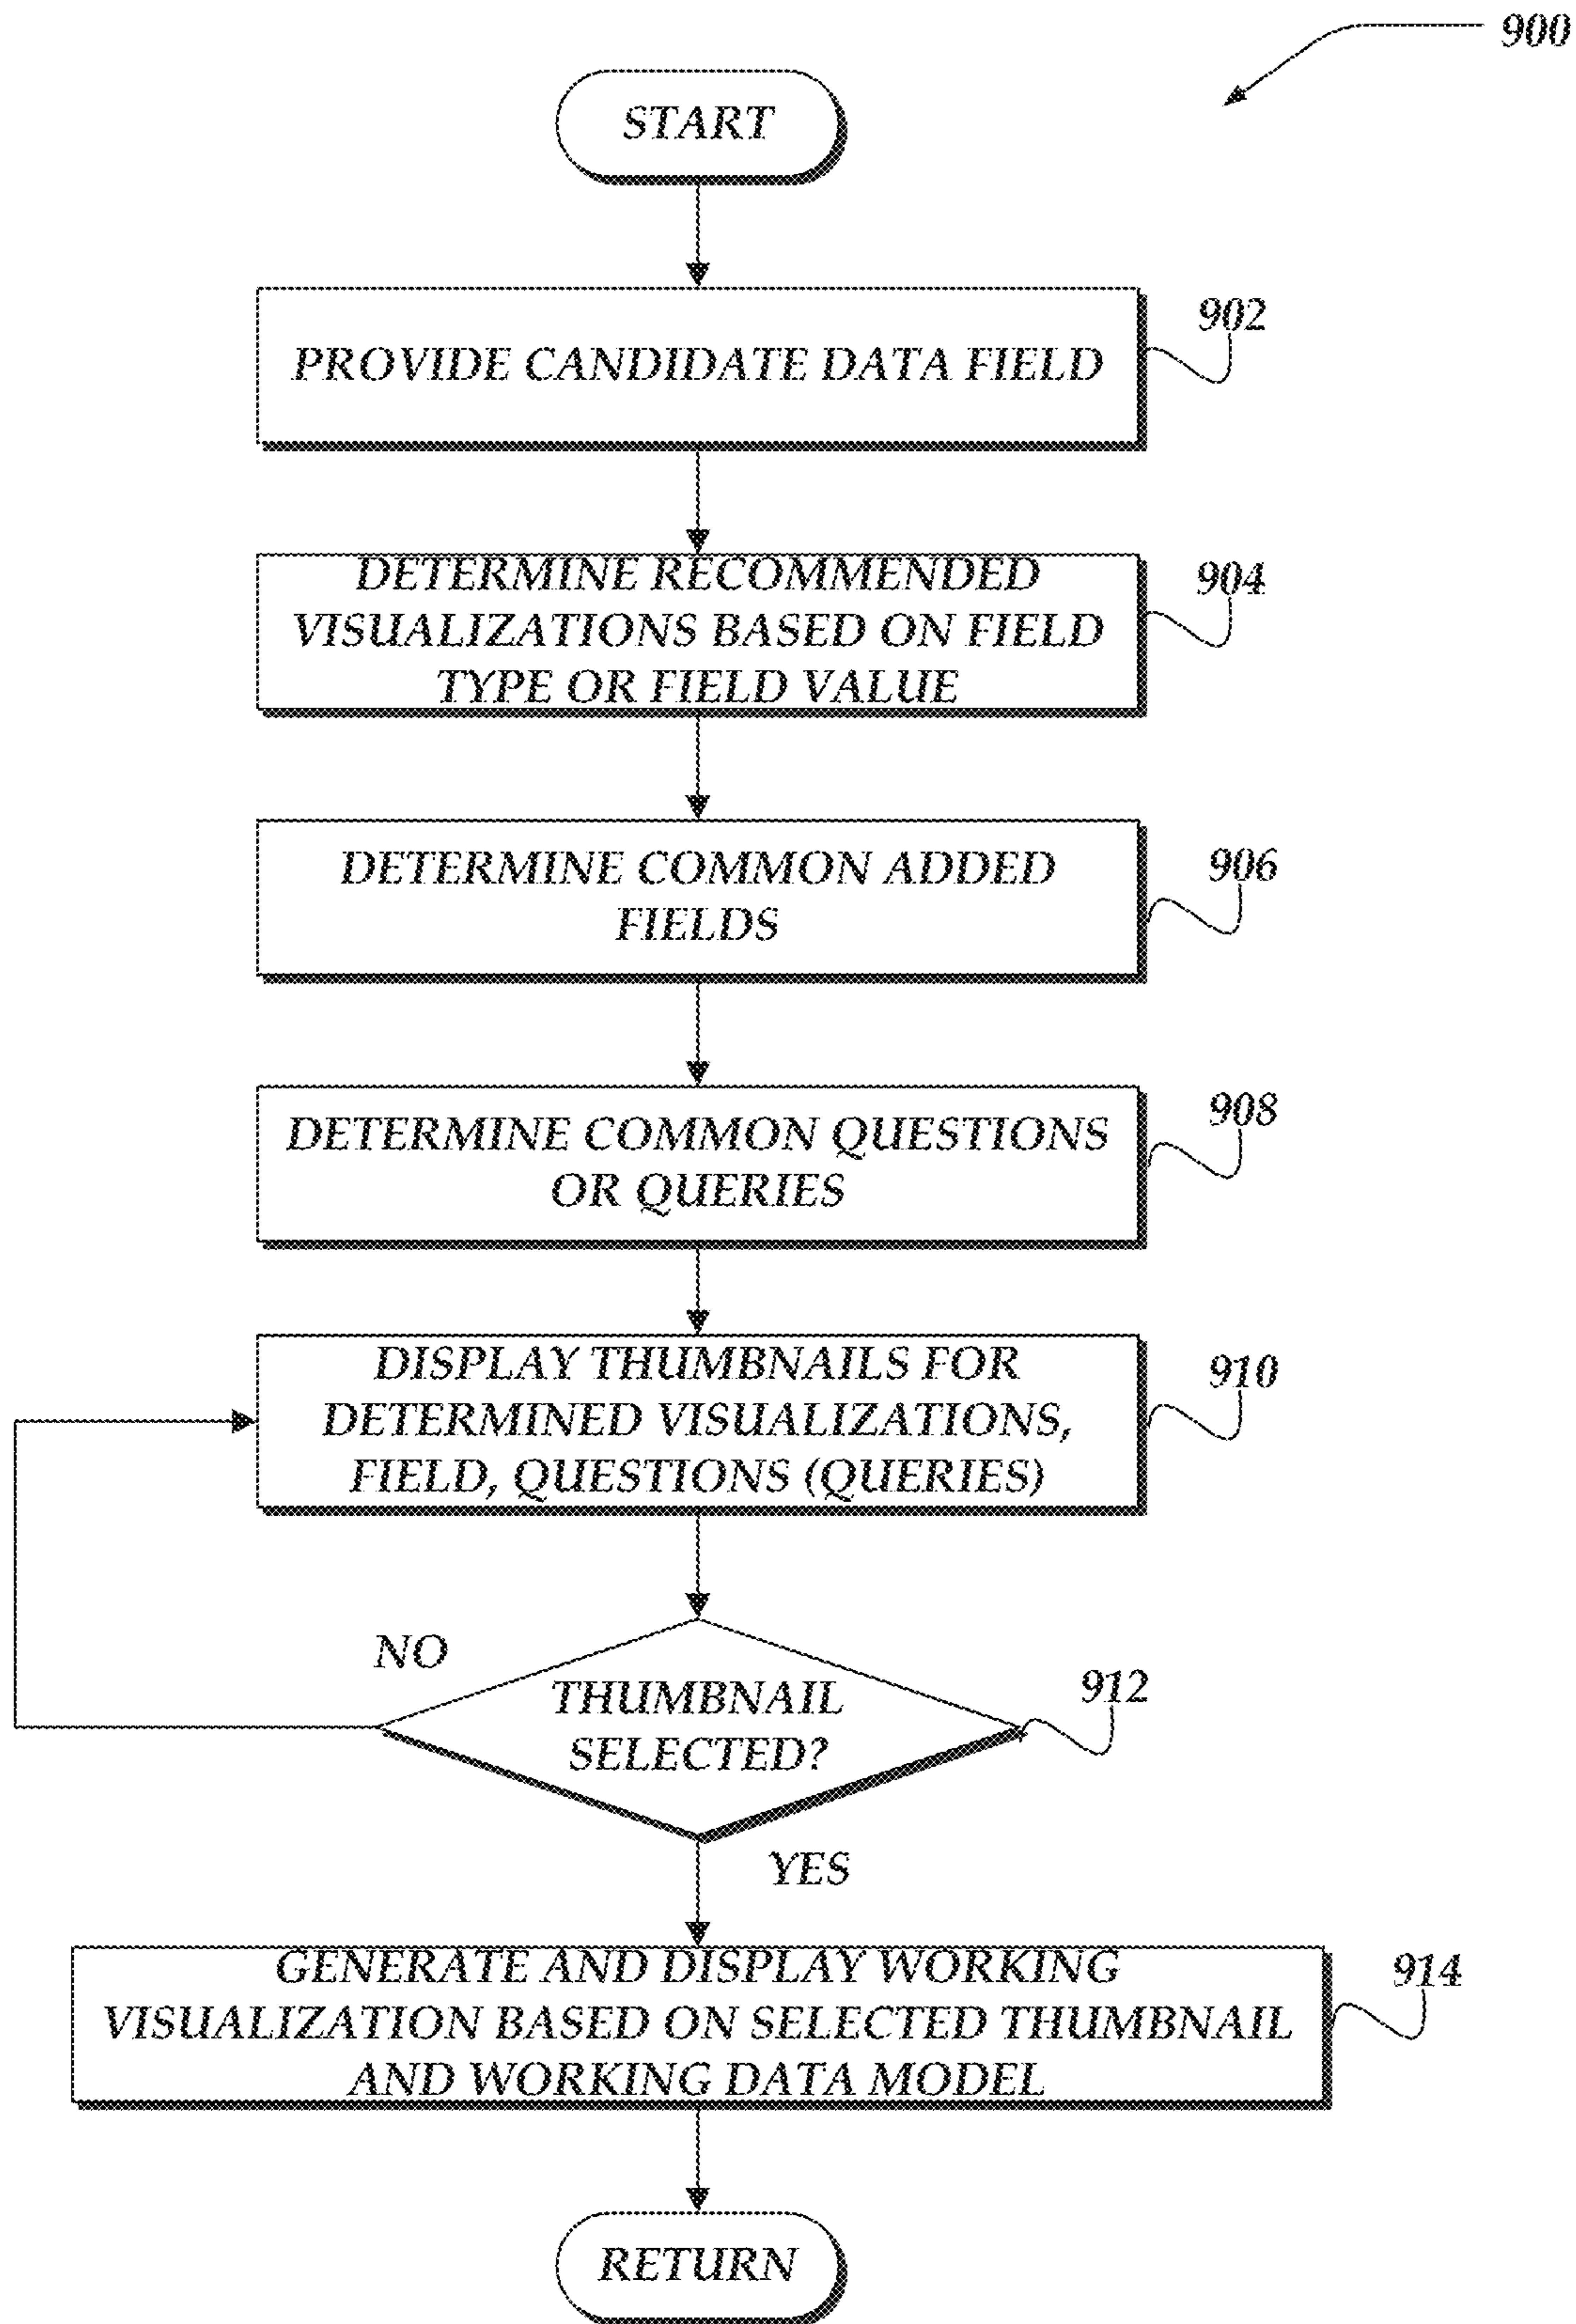 900
START
PROVIDE CANDIDATE DATA FIELD
902
DETERMINE RECOMMENDED
VISUALIZATIONS BASED ON FIELD
TYPE OR FIELD VALUE
904
DETERMINE COMMON ADDED
FIELDS
906
DETERMINE COMMON QUESTIONS
OR QUERIES
908
DISPLAY THUMBNAILS FOR
DETERMINED VISUALIZATIONS,
FIELD, QUESTIONS (QUERIES)
910
NO
THUMBNAIL
SELECTED?
912
YES
GENERATE AND DISPLAY WORKING
VISUALIZATION BASED ON SELECTED THUMBNAIL
AND WORKING DATA MODEL
914
RETURN